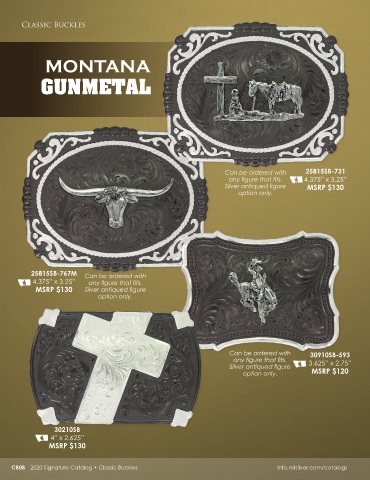 Classic Buckles
MONTANA
GUNMETAL
Can be ordered with
any figure that fits.
Silver antiqued figure
option only.
25815SB-731
4.375" x 3.25"
MSRP $130
25815SB-767M
4.375" x 3.25"
MSRP $130
Can be ordered with
any figure that fits.
Silver antiqued figure
option only.
Can be ordered with
any figure that fits.
Silver antiqued figure
option only.
30910SB-593
3.625" x 2.75"
MSRP $120
30210SB
4" x 2.625"
MSRP $130
CB08 2020 Signature Catalog • Classic Buckles
info.mtsilver.com/catalogs